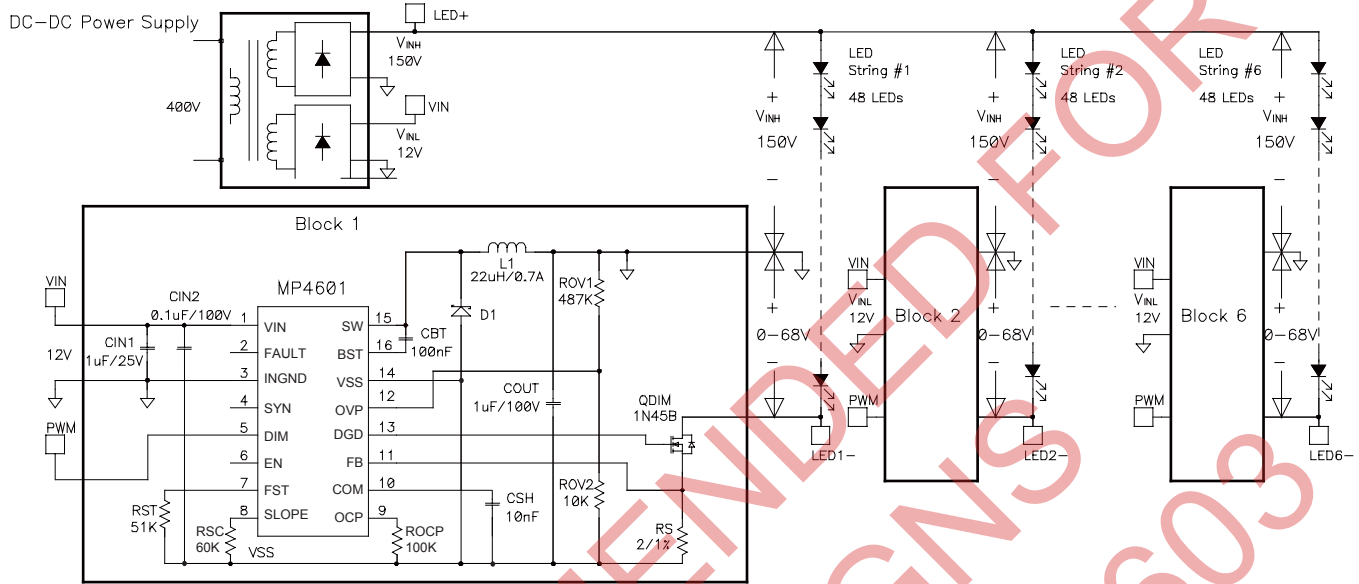 DC-DC Power Supply
LED+
VINH
150V
400V
VIN
VINL
12V
LED
String #1
48 LEDs
+
VINH
150V
−
LED
String #2
48 LEDs
+
VINH
150V
−
LED
String #6
48 LEDs
+
VINH
150V
−
Block 1
VIN
12V
PWM
CIN2
0.1uF/100V
CIN1
1uF/25V
MP4601
1 VIN
2 FAULT
3 INGND
4 SYN
5 DIM
6 EN
7 FST
8 SLOPE
15 SW
16 BST
14 VSS
12 OVP
13 DGD
11 FB
10 COM
9 OCP
RST
51K
RSC
60K
VSS
ROCP
100K
CBT
100nF
D1
L1
22uH/0.7A
ROV1
487K
COUT
1uF/100V
CSH
10nF
ROV2
10K
QDIM
1N45B
RS
2/1%
+
0-68V
−
LED1-
VIN
VINL
12V
PWM
Block 2
+
0-68V
−
LED2-
VIN
VINL
12V
PWM
Block 6
+
0-68V
−
LED6-
ENDED FOR
GNS
603